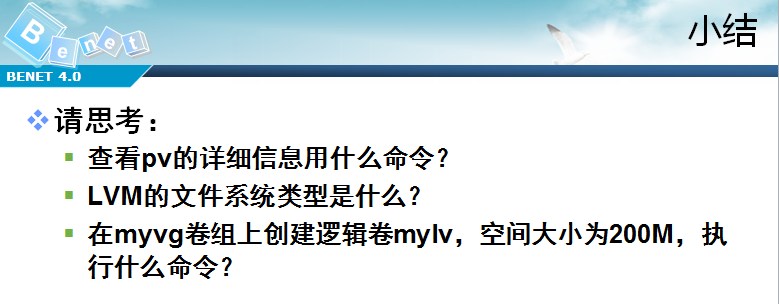 Benet
小结
BENET 4.0
请思考：
查看pv的详细信息用什么命令？
LVM的文件系统类型是什么？
在myvg卷组上创建逻辑卷mylv，空间大小为200M，执
行什么命令？